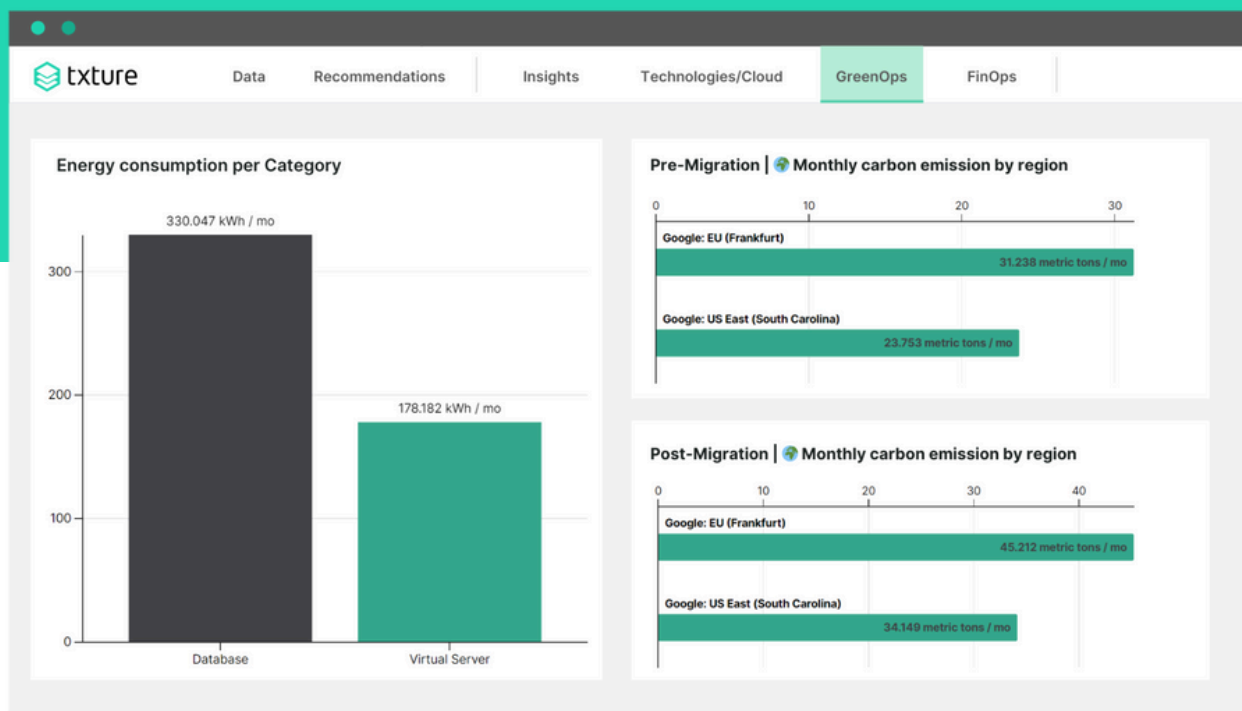 txture
Data Recommendations Insights Technologies/Cloud GreenOps FinOps
Energy consumption per Category
330.047 kWh / mo
300
200
178.182 kWh / mo
100
0
Database Virtual Server
Pre-Migration | 🌍 Monthly carbon emission by region
0 10 20 30
Google: EU (Frankfurt)
31.238 metric tons / mo
Google: US East (South Carolina)
23.753 metric tons / mo
Post-Migration | 🌍 Monthly carbon emission by region
0 10 20 30 40
Google: EU (Frankfurt)
45.212 metric tons / mo
Google: US East (South Carolina)
34.149 metric tons / mo